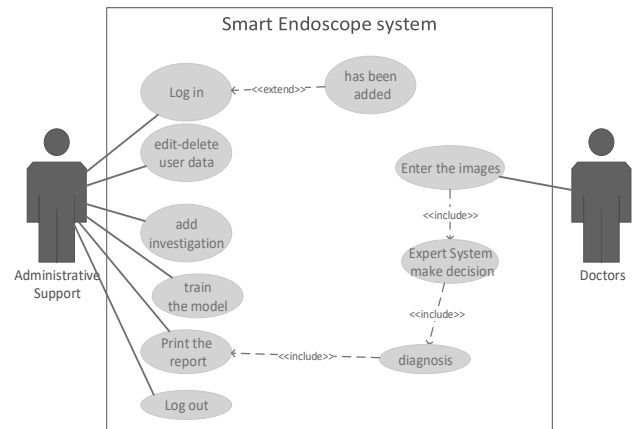 Smart Endoscope system
Log in
<<extend>>
has been
added
edit-delete
user data
Enter the images
<<include>>
add
investigation
Expert System
make decision
Administrative
Support
Doctors
train
the model
<<include>>
Print the
report
<<include>>
diagnosis
Log out